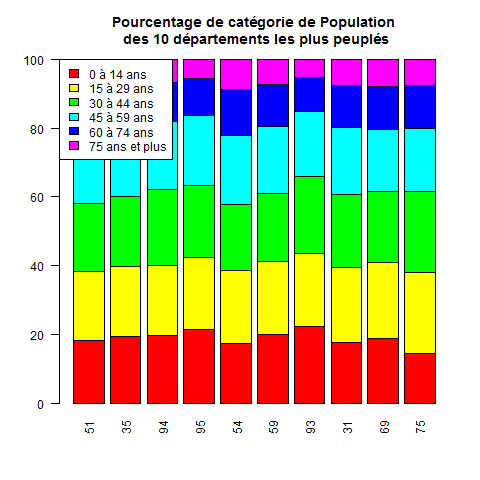 Pourcentage de catégorie de Population
des 10 départements les plus peuplés
100
80
60
40
20
0
0 à 14 ans
15 à 29 ans
30 à 44 ans
45 à 59 ans
60 à 74 ans
75 ans et plus
51 35 94 95 54 59 93 31 69 75